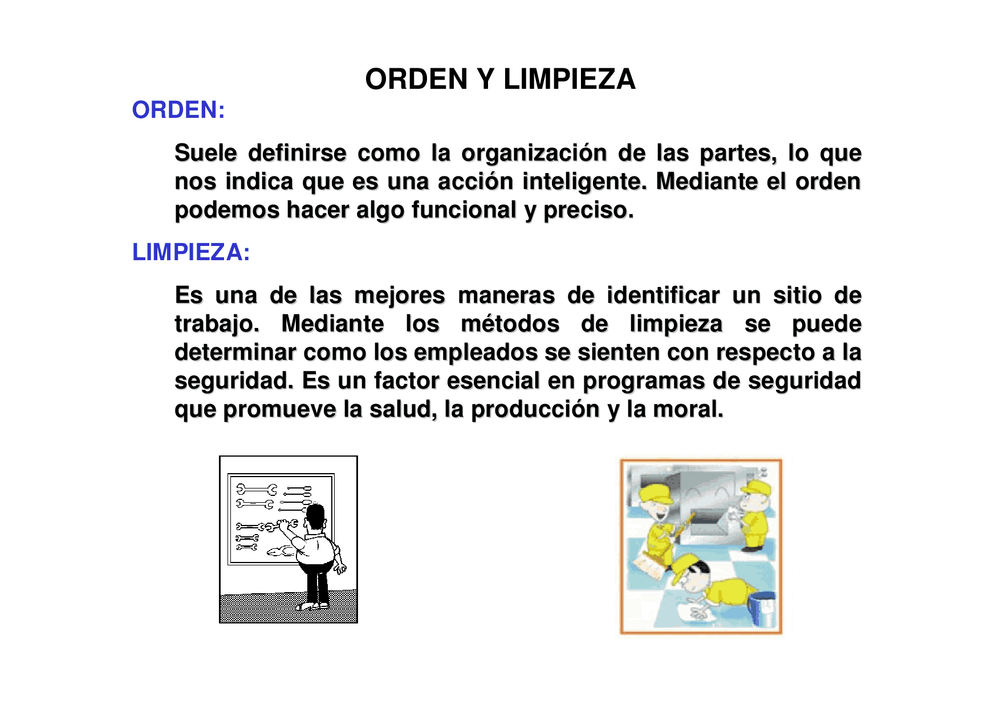 ORDEN Y LIMPIEZA
ORDEN:
Suele definirse como la organización de las partes, lo que
nos indica que es una acción inteligente. Mediante el orden
podemos hacer algo funcional y preciso.
LIMPIEZA:
Es una de las mejores maneras de identificar un sitio de
trabajo. Mediante los métodos de limpieza se puede
determinar como los empleados se sienten con respecto a la
seguridad. Es un factor esencial en programas de seguridad
que promueve la salud, la producción y la moral.